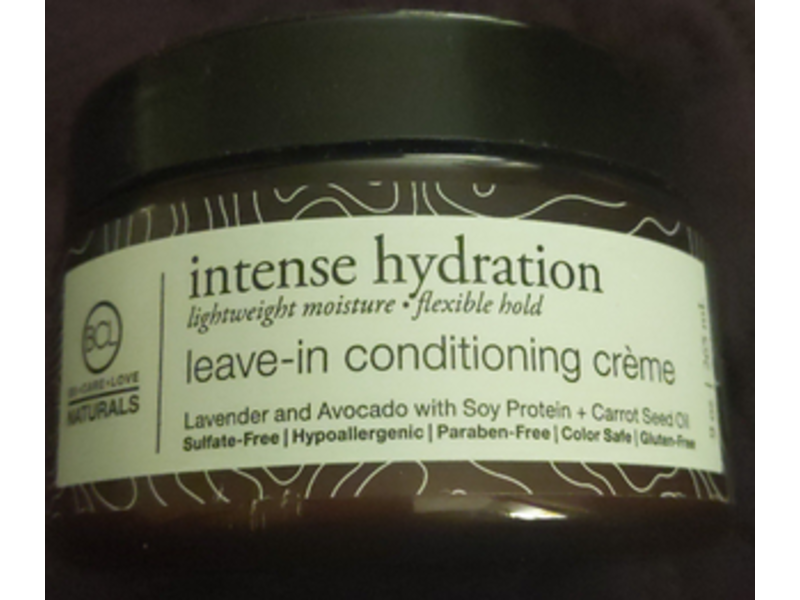 intense hydration
lightweight moisture • flexible hold
leave-in conditioning crème
Lavender and Avocado with Soy Protein + Carrot Seed Oil
Sulfate-Free | Hypoallergenic | Paraben-Free | Color Safe | Gluten-Free
BCL
BE•CARE•LOVE
NATURALS